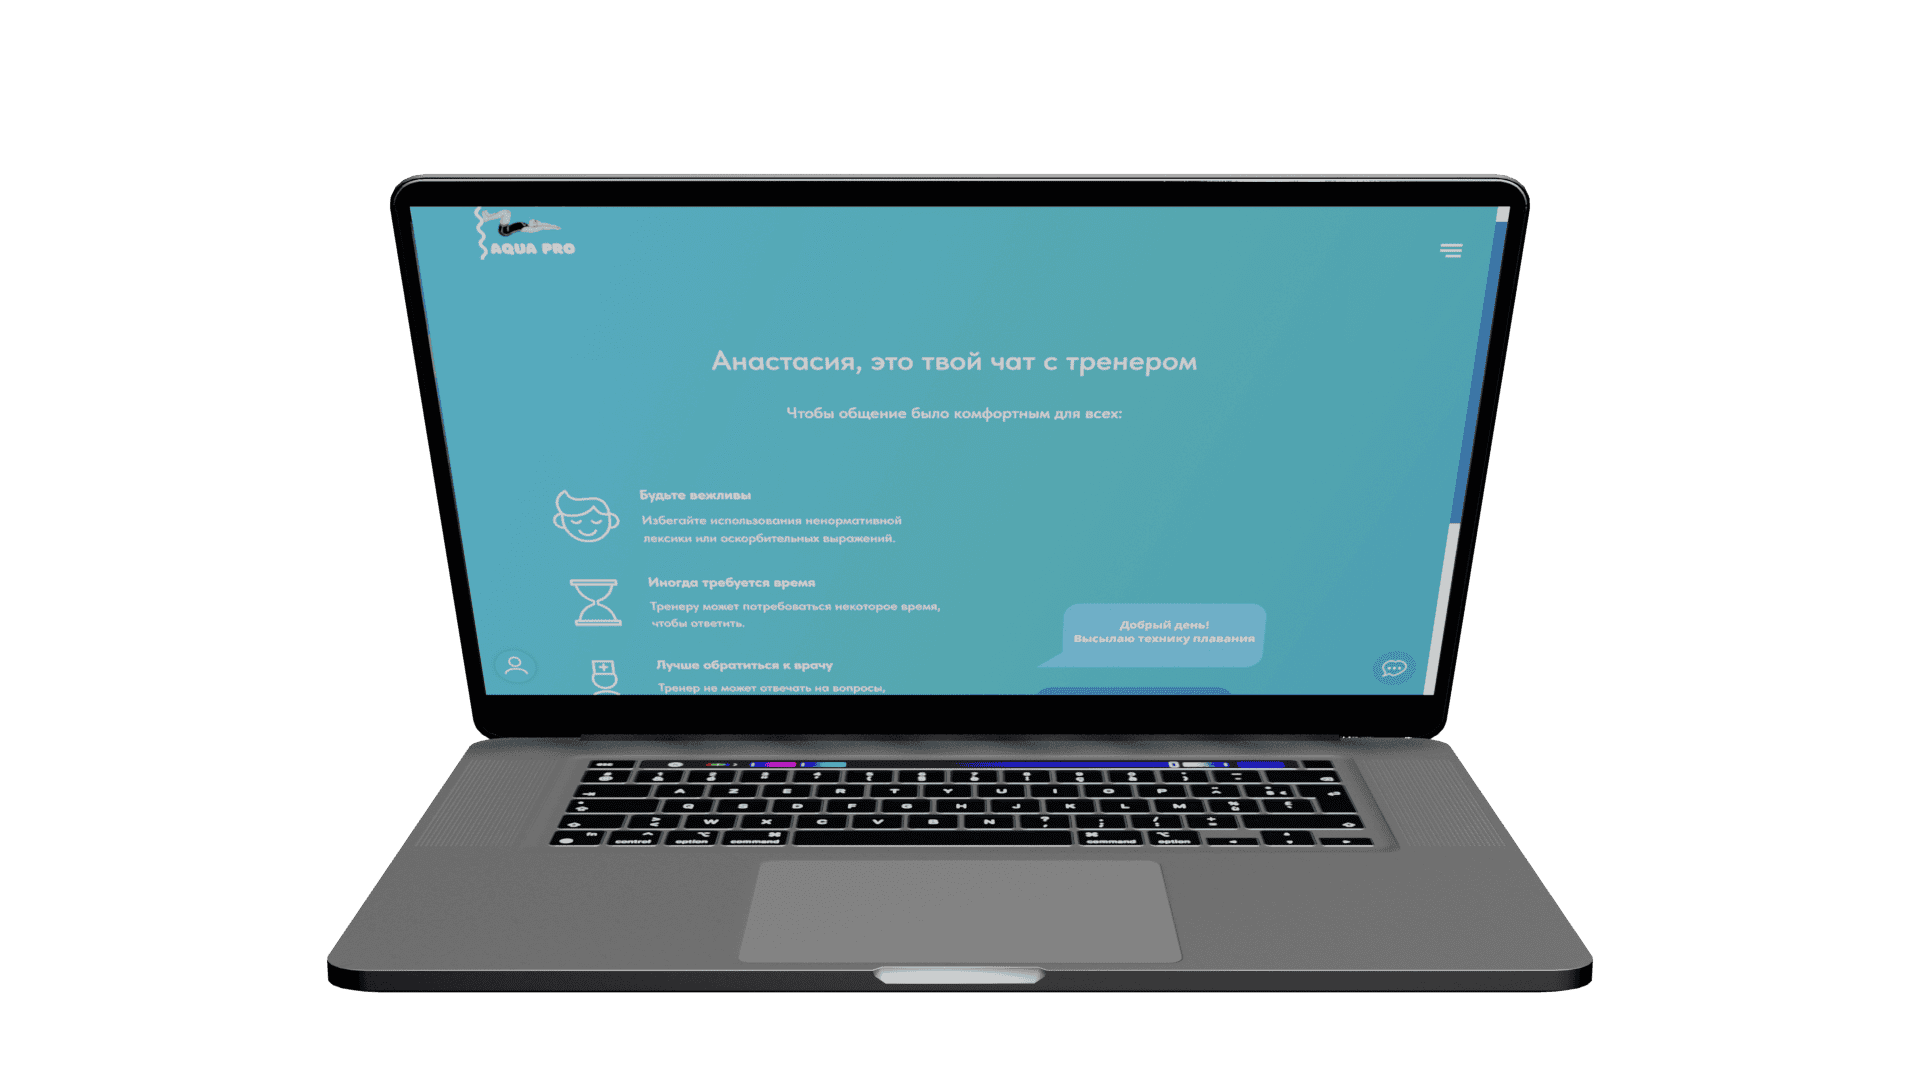 AQUA PRO
Анастасия, это твой чат с тренером
Чтобы общение было комфортным для всех:
Будьте вежливы
Избегайте использования ненормативной
лексики или оскорбительных выражений.
Иногда требуется время
Тренеру может потребоваться некоторое время,
чтобы ответить.
Лучше обратиться к врачу
Тренер не может отвечать на вопросы,
Добрый день!
Высылаю технику плавания
A Z E R T Y U I O P
Q S D F G H J K L M
W X C V B N
fn control option command command option